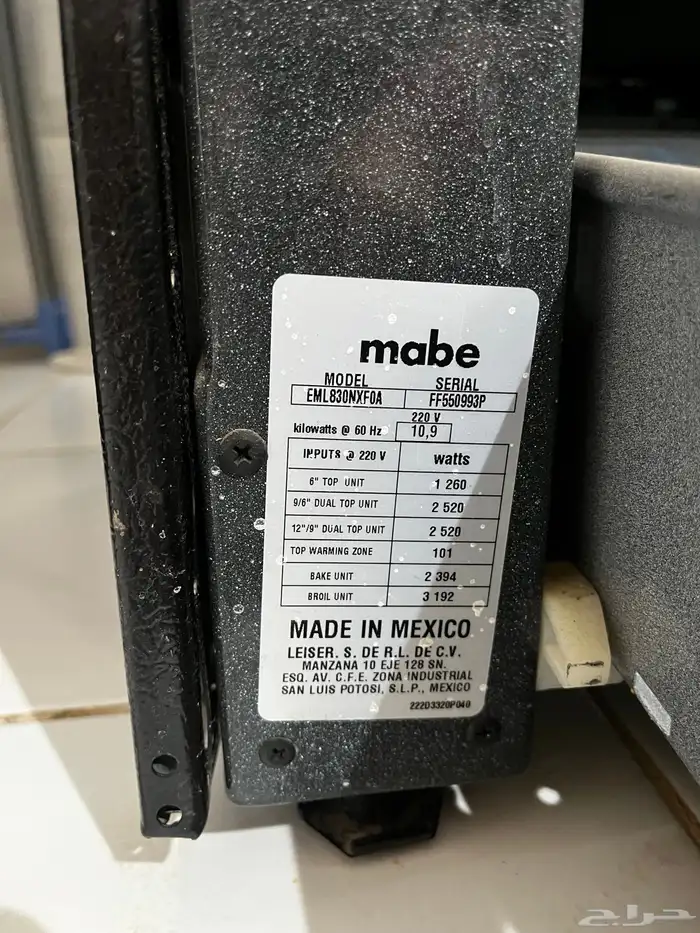 mabe
MODEL SERIAL
EML830NXF0A FF550993P
220 V
kilowatts @ 60 Hz 10,9
INPUTS @ 220 V watts
6" TOP UNIT 1 260
9/6" DUAL TOP UNIT 2 520
12"/9" DUAL TOP UNIT 2 520
TOP WARMING ZONE 101
BAKE UNIT 2 394
BROIL UNIT 3 192
MADE IN MEXICO
LEISER. S. DE R.L. DE C.V.
MANZANA 10 EJE 128 SN.
ESQ. AV. C.F.E. ZONA INDUSTRIAL
SAN LUIS POTOSI, S.L.P., MEXICO
222D3320P040
حراج